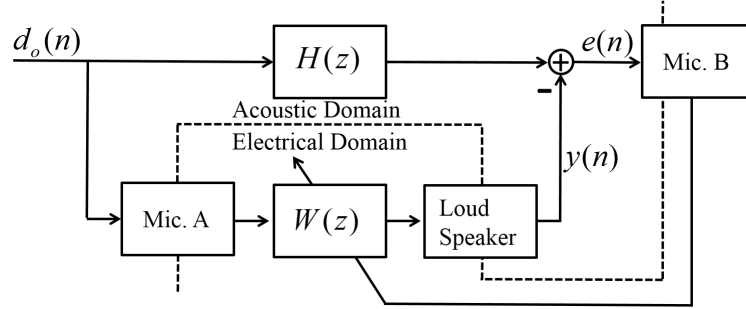 d_o(n)
H(z)
e(n)
Mic. B
Acoustic Domain
Electrical Domain
y(n)
Mic. A
W(z)
Loud
Speaker